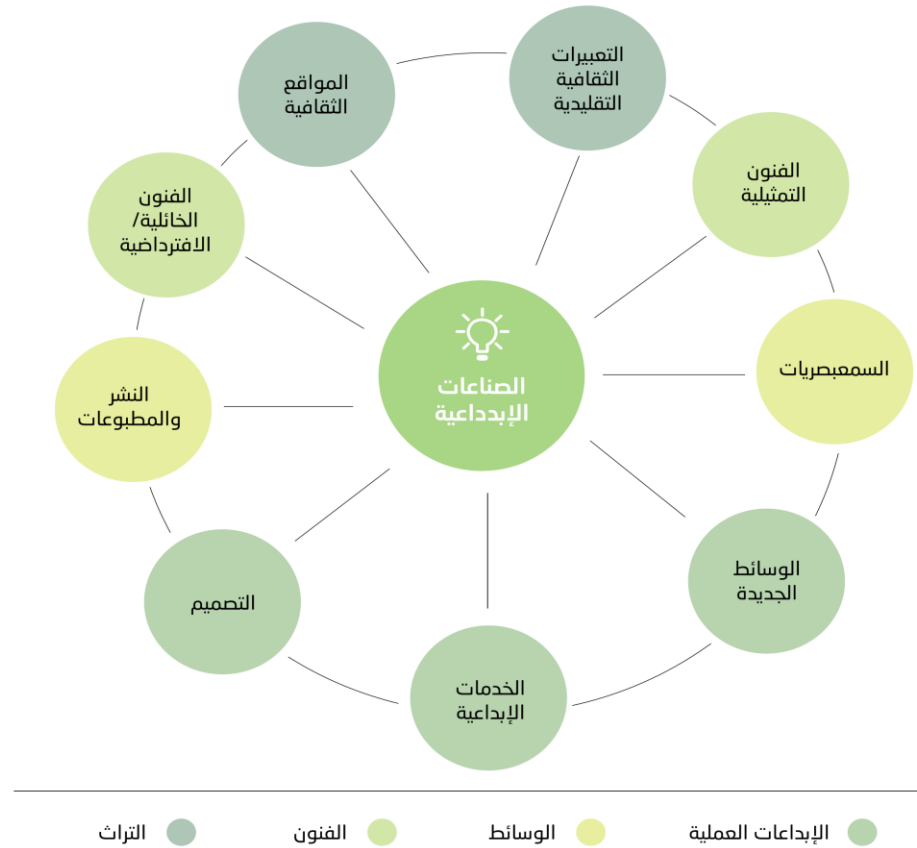 التعبيرات
الثقافية
التقليدية
المواقع
الثقافية
الفنون
التمثيلية
الفنون
الخائلية/
الافترداضية
السمعبصريات
الصناعات
الإبدداعية
النشر
والمطبوعات
الوسائط
الجديدة
التصميم
الخدمات
الإبداعية
الإبداعات العملية
الوسائط
الفنون
التراث